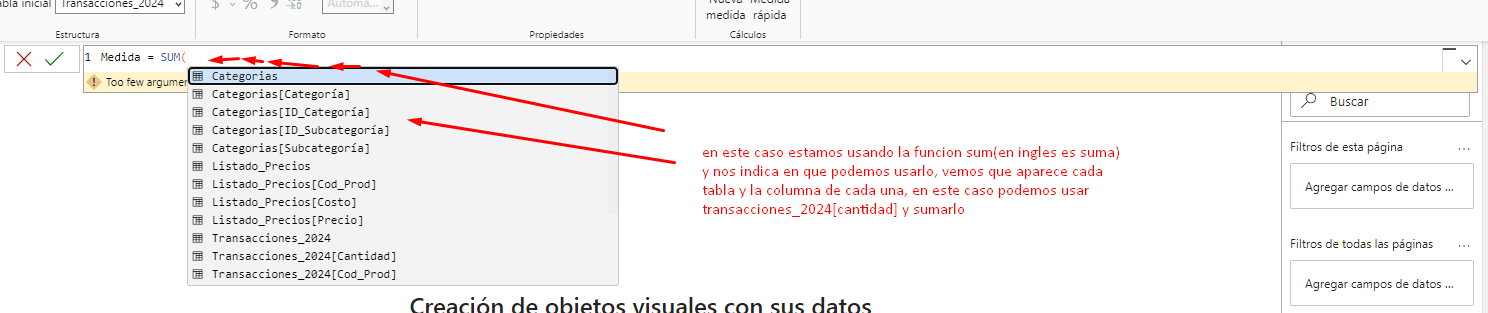 abla inicial Transacciones_2024
$ % Automá...
Nueva Medida
medida rápida
Estructura Formato Propiedades Cálculos
1 Medida = SUM(
Too few argumen
Categorias
Categorias[Categoría]
Categorias[ID_Categoría]
Categorias[ID_Subcategoría]
Categorias[Subcategoría]
Listado_Precios
Listado_Precios[Cod_Prod]
Listado_Precios[Costo]
Listado_Precios[Precio]
Transacciones_2024
Transacciones_2024[Cantidad]
Transacciones_2024[Cod_Prod]
en este caso estamos usando la funcion sum(en ingles es suma)
y nos indica en que podemos usarlo, vemos que aparece cada
tabla y la columna de cada una, en este caso podemos usar
transacciones_2024[cantidad] y sumarlo
Buscar
Filtros de esta página ...
Agregar campos de datos ...
Filtros de todas las páginas ...
Agregar campos de datos ...
Creación de objetos visuales con sus datos